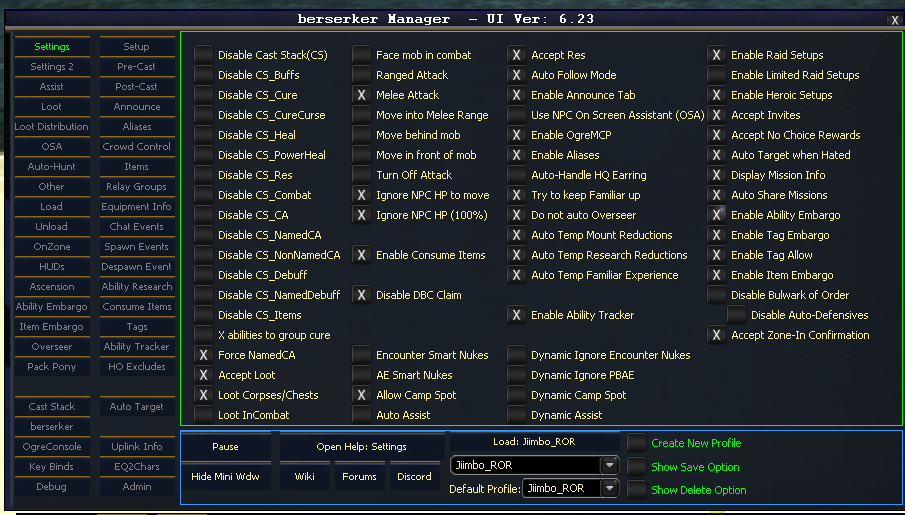 berserker Manager  - UI Ver: 6.23
X
Settings
Setup
Settings 2
Pre-Cast
Assist
Post-Cast
Loot
Announce
Loot Distribution
Aliases
OSA
Crowd Control
Auto-Hunt
Items
Other
Relay Groups
Load
Equipment Info
Unload
Chat Events
OnZone
Spawn Events
HUDs
Despawn Event
Ascension
Ability Research
Ability Embargo
Consume Items
Item Embargo
Tags
Overseer
Ability Tracker
Pack Pony
HO Excludes
Cast Stack
Auto Target
berserker
OgreConsole
Uplink Info
Key Binds
EQ2Chars
Debug
Admin
Disable Cast Stack(CS)
Disable CS_Buffs
Disable CS_Cure
Disable CS_CureCurse
Disable CS_Heal
Disable CS_PowerHeal
Disable CS_Res
Disable CS_Combat
Disable CS_CA
Disable CS_NamedCA
Disable CS_NonNamedCA
Disable CS_Debuff
Disable CS_NamedDebuff
Disable CS_Items
X abilities to group cure
X Force NamedCA
X Accept Loot
X Loot Corpses/Chests
Loot InCombat
Face mob in combat
Ranged Attack
X Melee Attack
Move into Melee Range
Move behind mob
Move in front of mob
Turn Off Attack
X Ignore NPC HP to move
X Ignore NPC HP (100%)
X Enable Consume Items
X Disable DBC Claim
Encounter Smart Nukes
AE Smart Nukes
X Allow Camp Spot
Auto Assist
X Accept Res
X Auto Follow Mode
X Enable Announce Tab
Use NPC On Screen Assistant (OSA)
X Enable OgreMCP
X Enable Aliases
Auto-Handle HQ Earring
X Try to keep Familiar up
X Do not auto Overseer
X Auto Temp Mount Reductions
X Auto Temp Research Reductions
X Auto Temp Familiar Experience
X Enable Ability Tracker
Dynamic Ignore Encounter Nukes
Dynamic Ignore PBAE
Dynamic Camp Spot
Dynamic Assist
X Enable Raid Setups
Enable Limited Raid Setups
X Enable Heroic Setups
X Accept Invites
X Accept No Choice Rewards
X Auto Target when Hated
X Display Mission Info
X Auto Share Missions
X Enable Ability Embargo
X Enable Tag Embargo
X Enable Tag Allow
X Enable Item Embargo
Disable Bulwark of Order
Disable Auto-Defensives
X Accept Zone-In Confirmation
Pause
Open Help: Settings
Hide Mini Wdw
Wiki
Forums
Discord
Load: Jiimbo_ROR
Jiimbo_ROR
Default Profile: Jiimbo_ROR
Create New Profile
Show Save Option
Show Delete Option